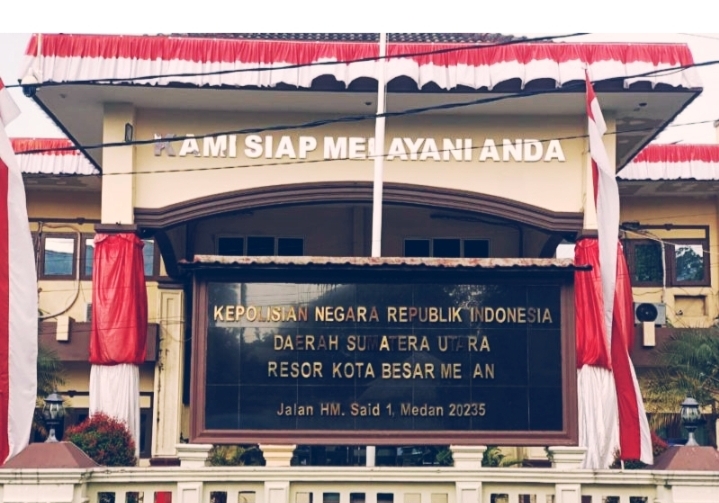 KAMI SIAP MELAYANI ANDA
KEPOLISIAN NEGARA REPUBLIK INDONESIA
DAERAH SUMATERA UTARA
RESOR KOTA BESAR ME AN
Jalan HM. Said 1, Medan 20235